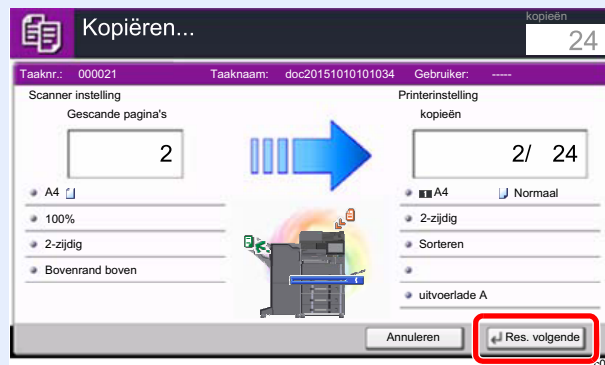 Kopiëren...
kopieën
24
Taaknr.: 000021 Taaknaam: doc20151010101034 Gebruiker: -----
Scanner instelling Printerinstelling
Gescande pagina's kopieën
2 2/ 24
A4 1 A4 Normaal
100% 2-zijdig
2-zijdig Sorteren
Bovenrand boven
uitvoerlade A
Annuleren Res. volgende